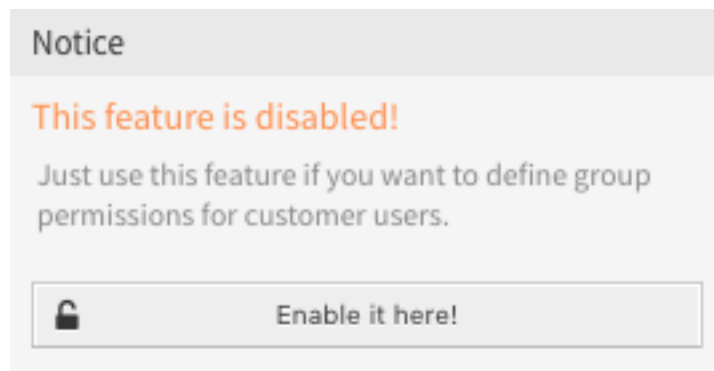 Notice
This feature is disabled!
Just use this feature if you want to define group
permissions for customer users.
Enable it here!